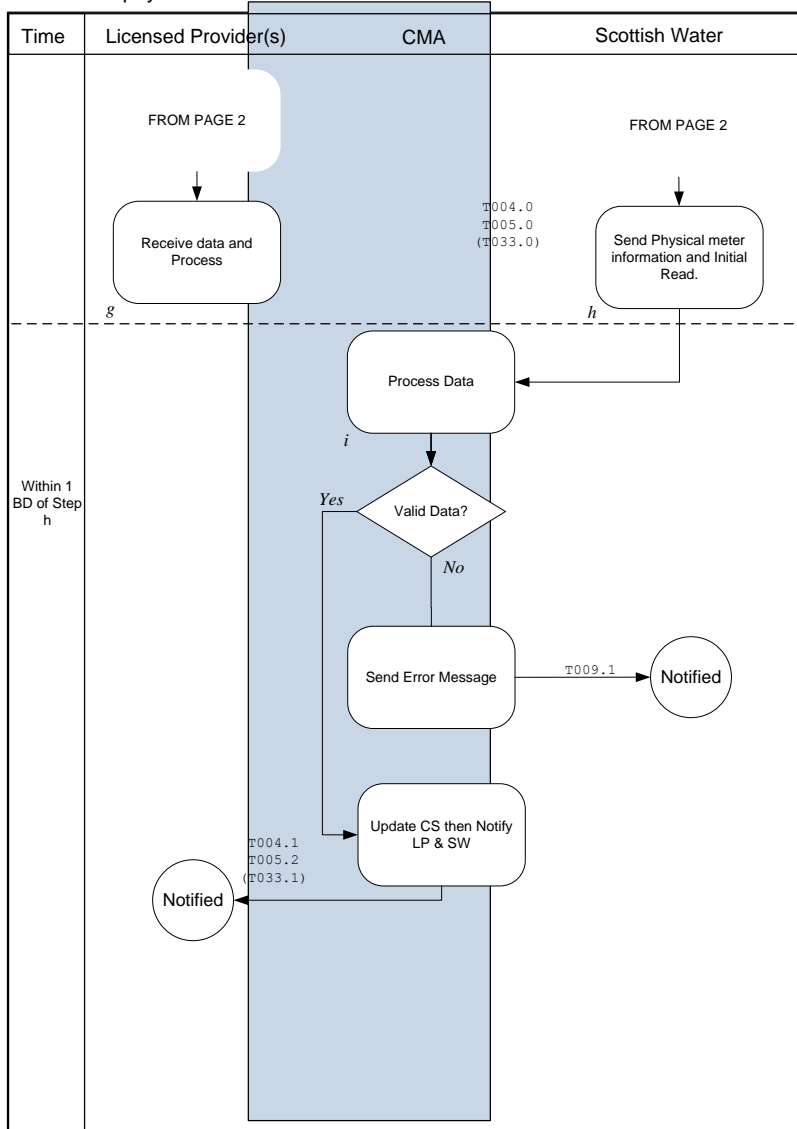 Time
Licensed Provider(s)
CMA
Scottish Water
FROM PAGE 2
FROM PAGE 2
Receive data and
Process
g
T004.0
T005.0
(T033.0)
Send Physical meter
information and Initial
Read.
h
Process Data
i
Within 1
BD of Step
h
Yes
Valid Data?
No
Send Error Message
T009.1
Notified
Update CS then Notify
LP & SW
T004.1
T005.2
(T033.1)
Notified